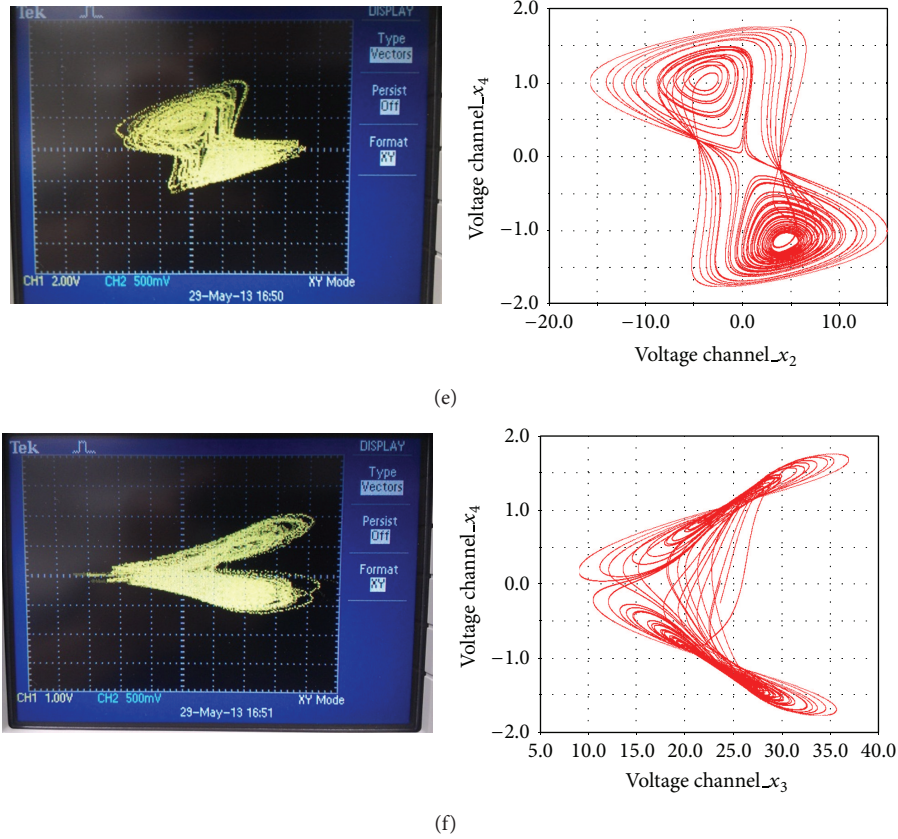 Tek
DISPLAY
Type
Vectors
Persist
Off
Format
XY
CH1 2.00V CH2 500mV XY Mode
29-May-13 16:50
Voltage channel_x₄
2.0
1.0
0.0
−1.0
−2.0
−20.0 −10.0 0.0 10.0
Voltage channel_x₂
(e)
Tek
DISPLAY
Type
Vectors
Persist
Off
Format
XY
CH1 1.00V CH2 500mV XY Mode
29-May-13 16:51
Voltage channel_x₄
2.0
1.0
0.0
−1.0
−2.0
5.0 10.0 15.0 20.0 25.0 30.0 35.0 40.0
Voltage channel_x₃
(f)